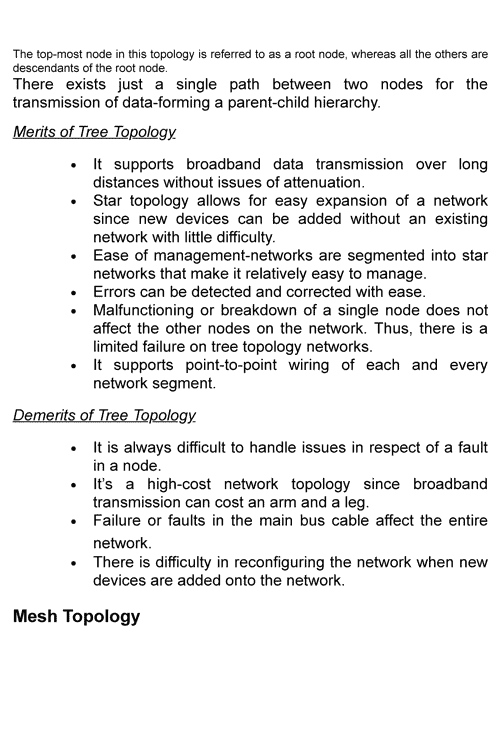 The top-most node in this topology is referred to as a root node, whereas all the others are
descendants of the root node.
There exists just a single path between two nodes for the
transmission of data-forming a parent-child hierarchy.
Merits of Tree Topology
• It supports broadband data transmission over long
distances without issues of attenuation.
• Star topology allows for easy expansion of a network
since new devices can be added without an existing
network with little difficulty.
• Ease of management-networks are segmented into star
networks that make it relatively easy to manage.
• Errors can be detected and corrected with ease.
• Malfunctioning or breakdown of a single node does not
affect the other nodes on the network. Thus, there is a
limited failure on tree topology networks.
• It supports point-to-point wiring of each and every
network segment.
Demerits of Tree Topology
• It is always difficult to handle issues in respect of a fault
in a node.
• It’s a high-cost network topology since broadband
transmission can cost an arm and a leg.
• Failure or faults in the main bus cable affect the entire
network.
• There is difficulty in reconfiguring the network when new
devices are added onto the network.
Mesh Topology